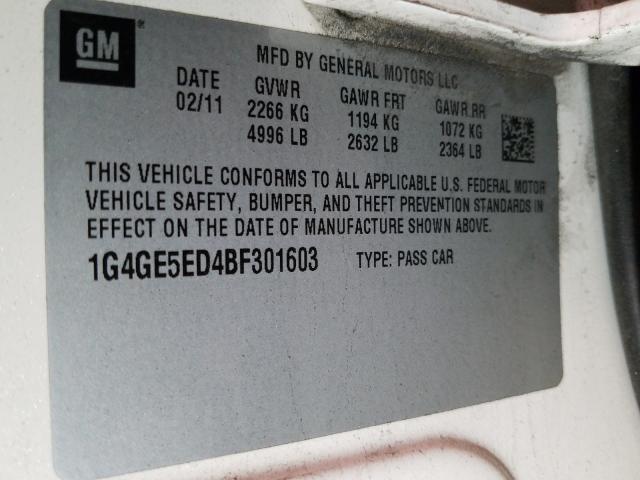 GM ®
MFD BY GENERAL MOTORS LLC
DATE GVWR GAWR FRT GAWR RR
02/11 2266 KG 1194 KG 1072 KG
4996 LB 2632 LB 2364 LB
THIS VEHICLE CONFORMS TO ALL APPLICABLE U.S. FEDERAL MOTOR
VEHICLE SAFETY, BUMPER, AND THEFT PREVENTION STANDARDS IN
EFFECT ON THE DATE OF MANUFACTURE SHOWN ABOVE.
1G4GE5ED4BF301603 TYPE: PASS CAR